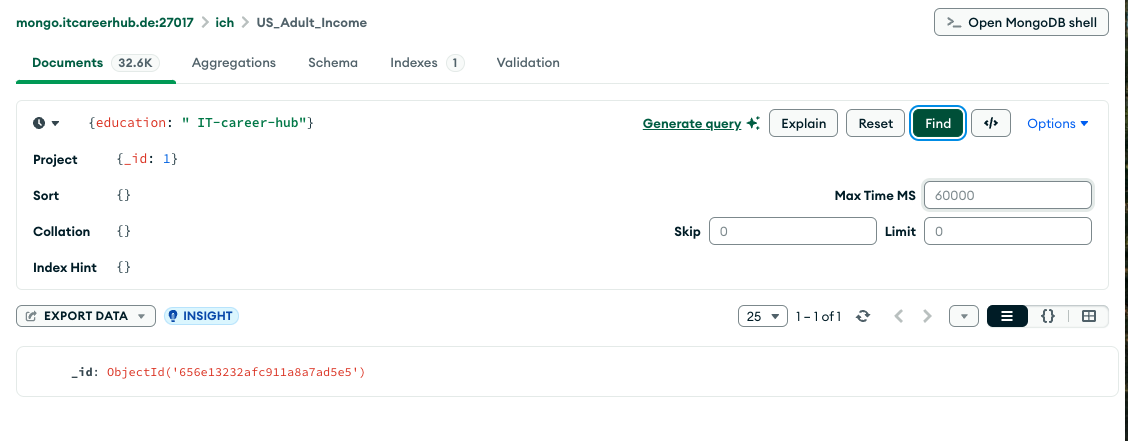 mongo.itcareerhub.de:27017 > ich > US_Adult_Income
>_ Open MongoDB shell
Documents 32.6K Aggregations Schema Indexes 1 Validation
{education: " IT-career-hub"}
Generate query Explain Reset Find </> Options
Project {_id: 1}
Sort {} Max Time MS 60000
Collation {} Skip 0 Limit 0
Index Hint {}
EXPORT DATA INSIGHT 25 1 – 1 of 1 {}
_id: ObjectId('656e13232afc911a8a7ad5e5')